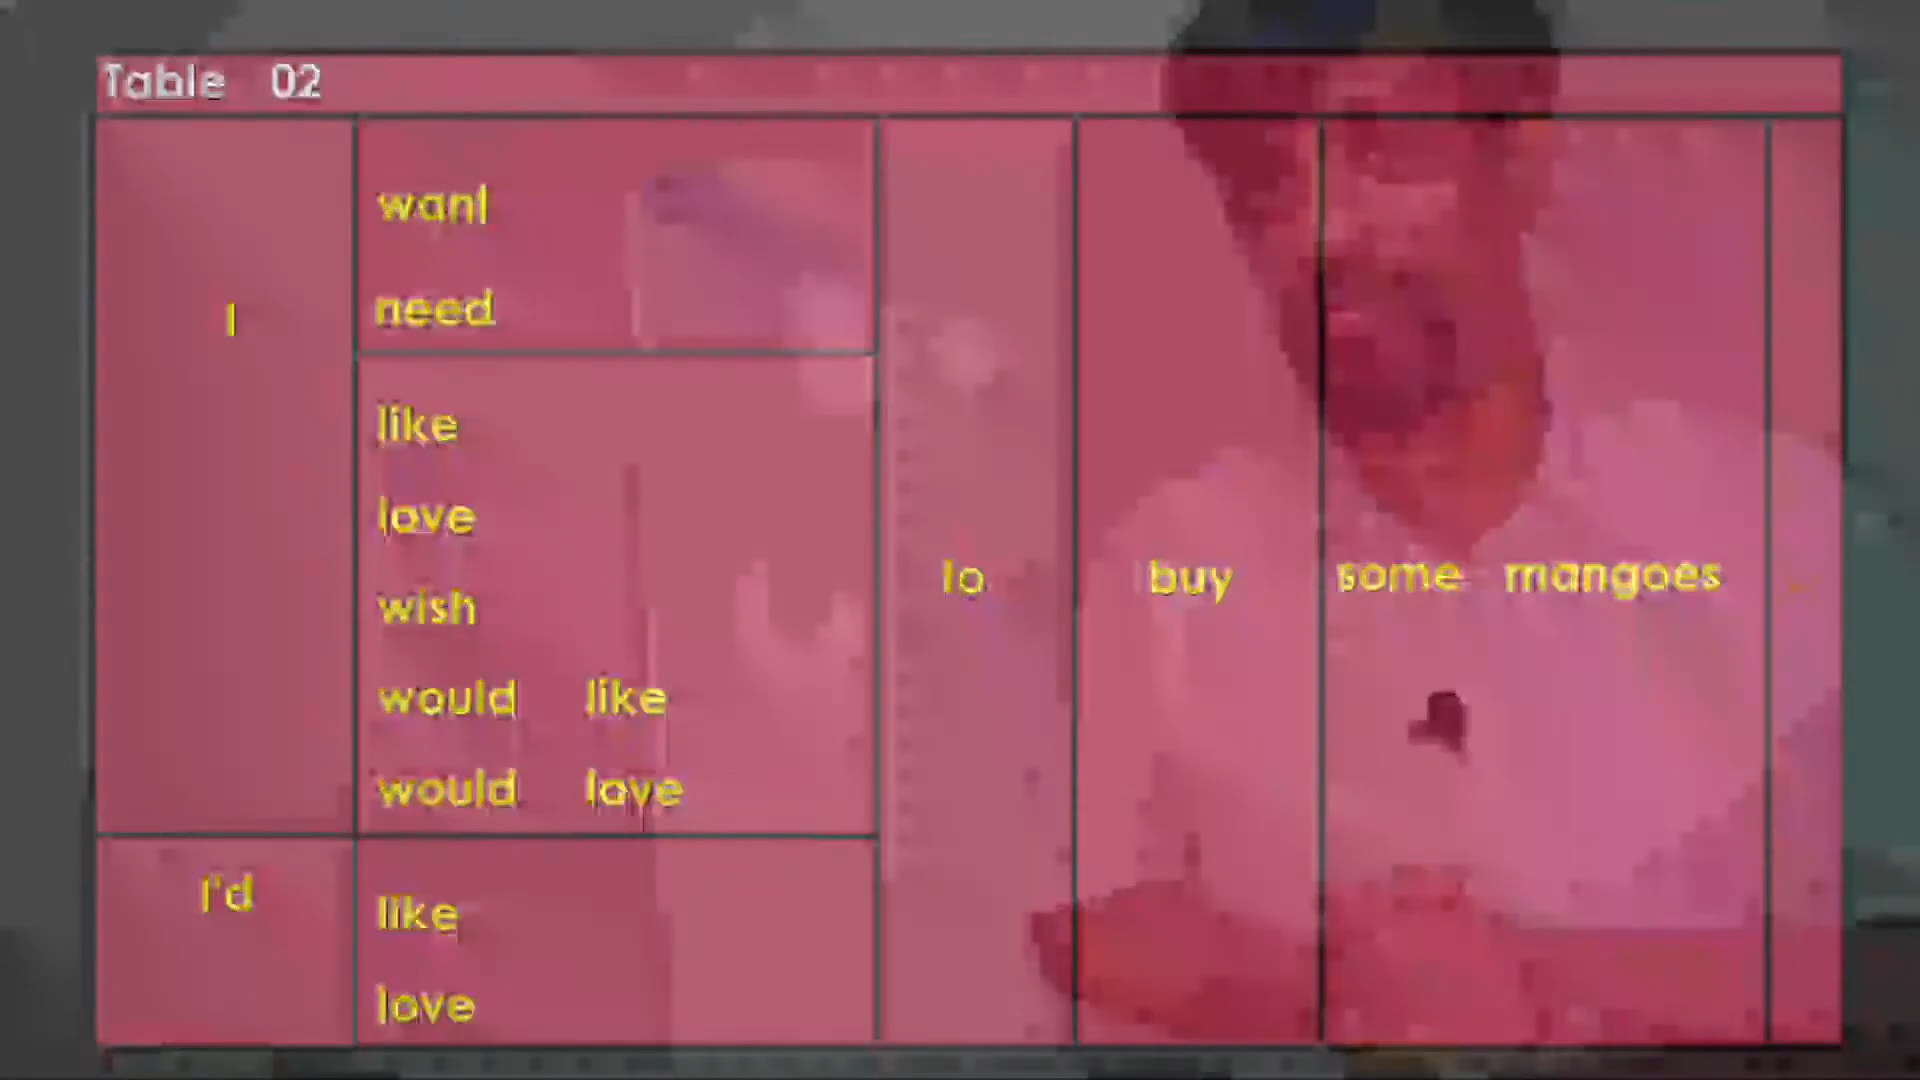 Table 02
want
need
I
like
love
wish
to buy some mangoes .
would like
would love
I'd
like
love